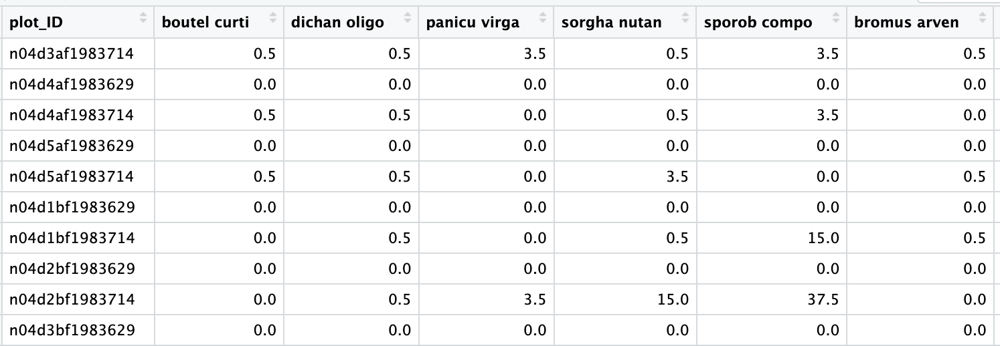 plot_ID boutel curti dichan oligo panicu virga sorgha nutan sporob compo bromus arven
n04d3af1983714 0.5 0.5 3.5 0.5 3.5 0.5
n04d4af1983629 0.0 0.0 0.0 0.0 0.0 0.0
n04d4af1983714 0.5 0.5 0.0 0.5 3.5 0.0
n04d5af1983629 0.0 0.0 0.0 0.0 0.0 0.0
n04d5af1983714 0.5 0.5 0.0 3.5 0.0 0.5
n04d1bf1983629 0.0 0.0 0.0 0.0 0.0 0.0
n04d1bf1983714 0.0 0.5 0.0 0.5 15.0 0.5
n04d2bf1983629 0.0 0.0 0.0 0.0 0.0 0.0
n04d2bf1983714 0.0 0.5 3.5 15.0 37.5 0.0
n04d3bf1983629 0.0 0.0 0.0 0.0 0.0 0.0